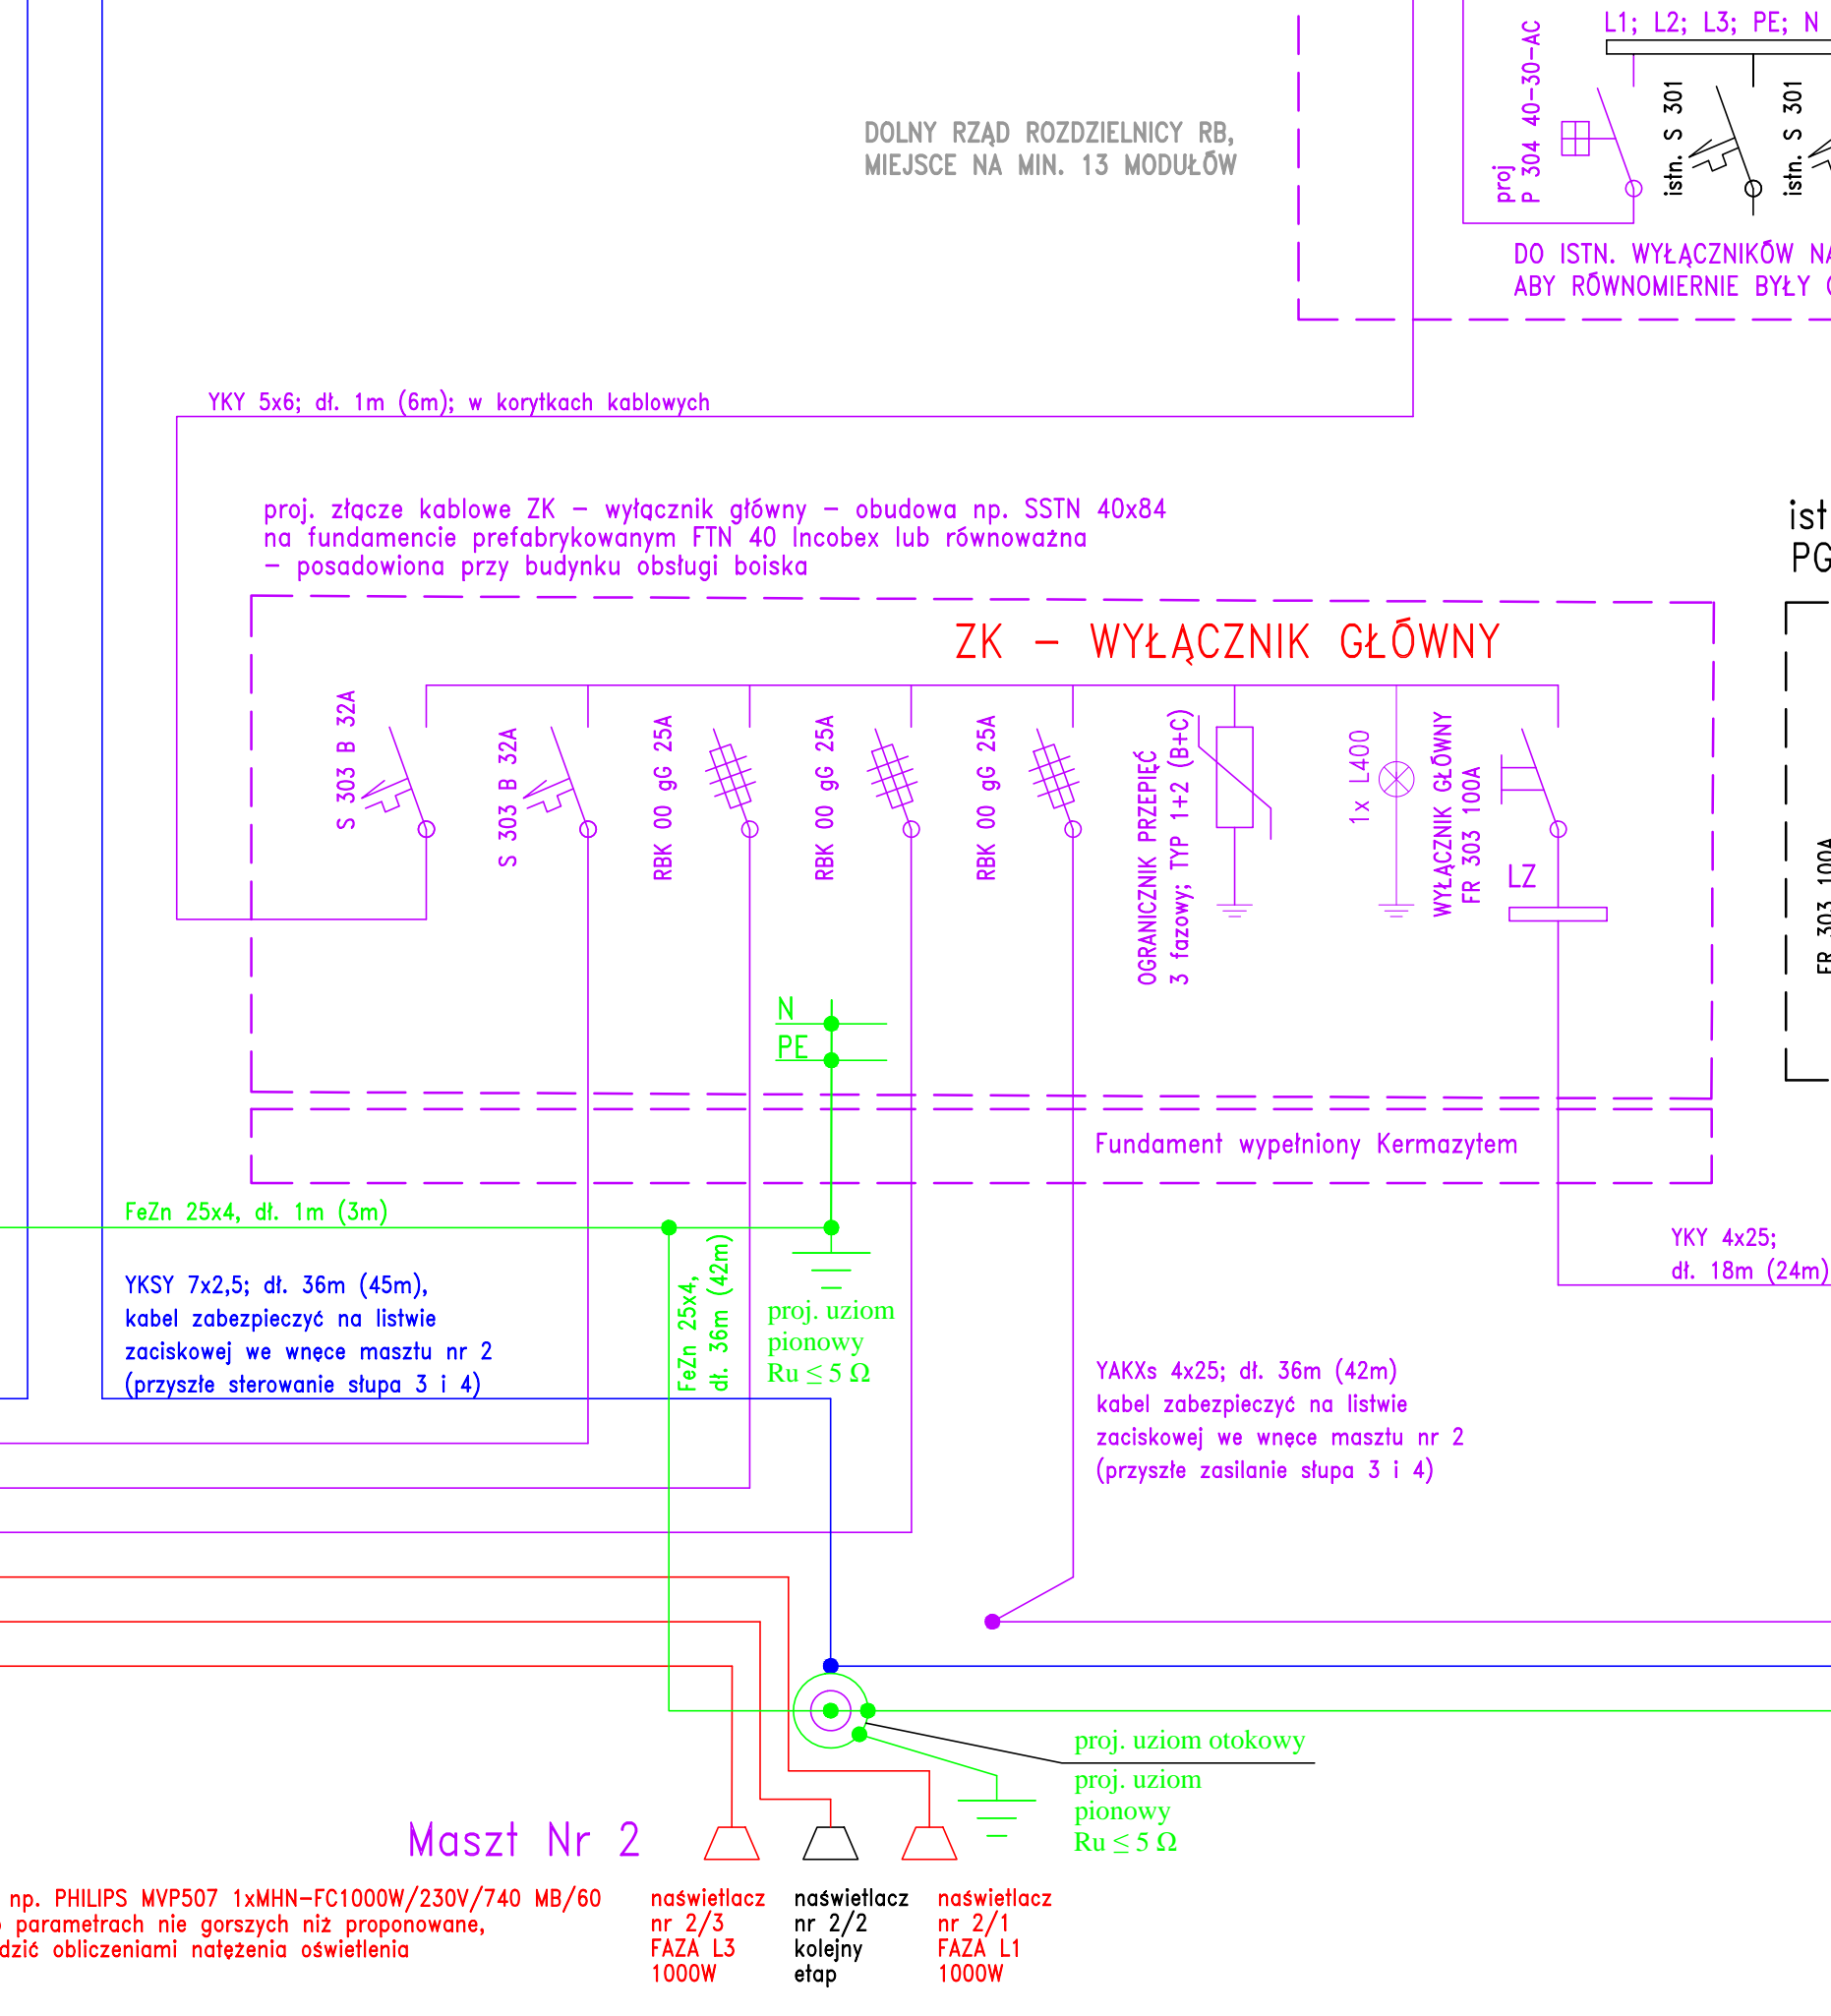 L1; L2; L3; PE; N
proj
P 304 40-30-AC
istn. S 301
istn. S 301
DOLNY RZĄD ROZDZIELNICY RB,
MIEJSCE NA MIN. 13 MODUŁÓW
DO ISTN. WYŁĄCZNIKÓW
ABY RÓWNOMIERNIE BYŁY
YKY 5x6; dł. 1m (6m); w korytkach kablowych
proj. złącze kablowe ZK – wyłącznik główny – obudowa np. SSTN 40x84
na fundamencie prefabrykowanym FTN 40 Incobex lub równoważna
– posadowiona przy budynku obsługi boiska
ist
PG
ZK – WYŁĄCZNIK GŁÓWNY
S 303 B 32A
S 303 B 32A
RBK 00 gG 25A
RBK 00 gG 25A
RBK 00 gG 25A
OGRANICZNIK PRZEPIĘĆ
3 fazowy; TYP 1+2 (B+C)
1x L400
WYŁĄCZNIK GŁÓWNY
FR 303 100A
LZ
FR 303 100A
N
PE
Fundament wypełniony Kermazytem
FeZn 25x4, dł. 1m (3m)
FeZn 25x4,
dł. 36m (42m)
YKY 4x25;
dł. 18m (24m)
YKSY 7x2,5; dł. 36m (45m),
kabel zabezpieczyć na listwie
zaciskowej we wnęce masztu nr 2
(przyszłe sterowanie słupa 3 i 4)
proj. uziom
pionowy
Ru ≤ 5 Ω
YAKXs 4x25; dł. 36m (42m)
kabel zabezpieczyć na listwie
zaciskowej we wnęce masztu nr 2
(przyszłe zasilanie słupa 3 i 4)
proj. uziom otokowy
proj. uziom
pionowy
Ru ≤ 5 Ω
Maszt Nr 2
np. PHILIPS MVP507 1xMHN-FC1000W/230V/740 MB/60
parametrach nie gorszych niż proponowane,
dzić obliczeniami natężenia oświetlenia
naświetlacz
nr 2/3
FAZA L3
1000W
naświetlacz
nr 2/2
kolejny
etap
naświetlacz
nr 2/1
FAZA L1
1000W